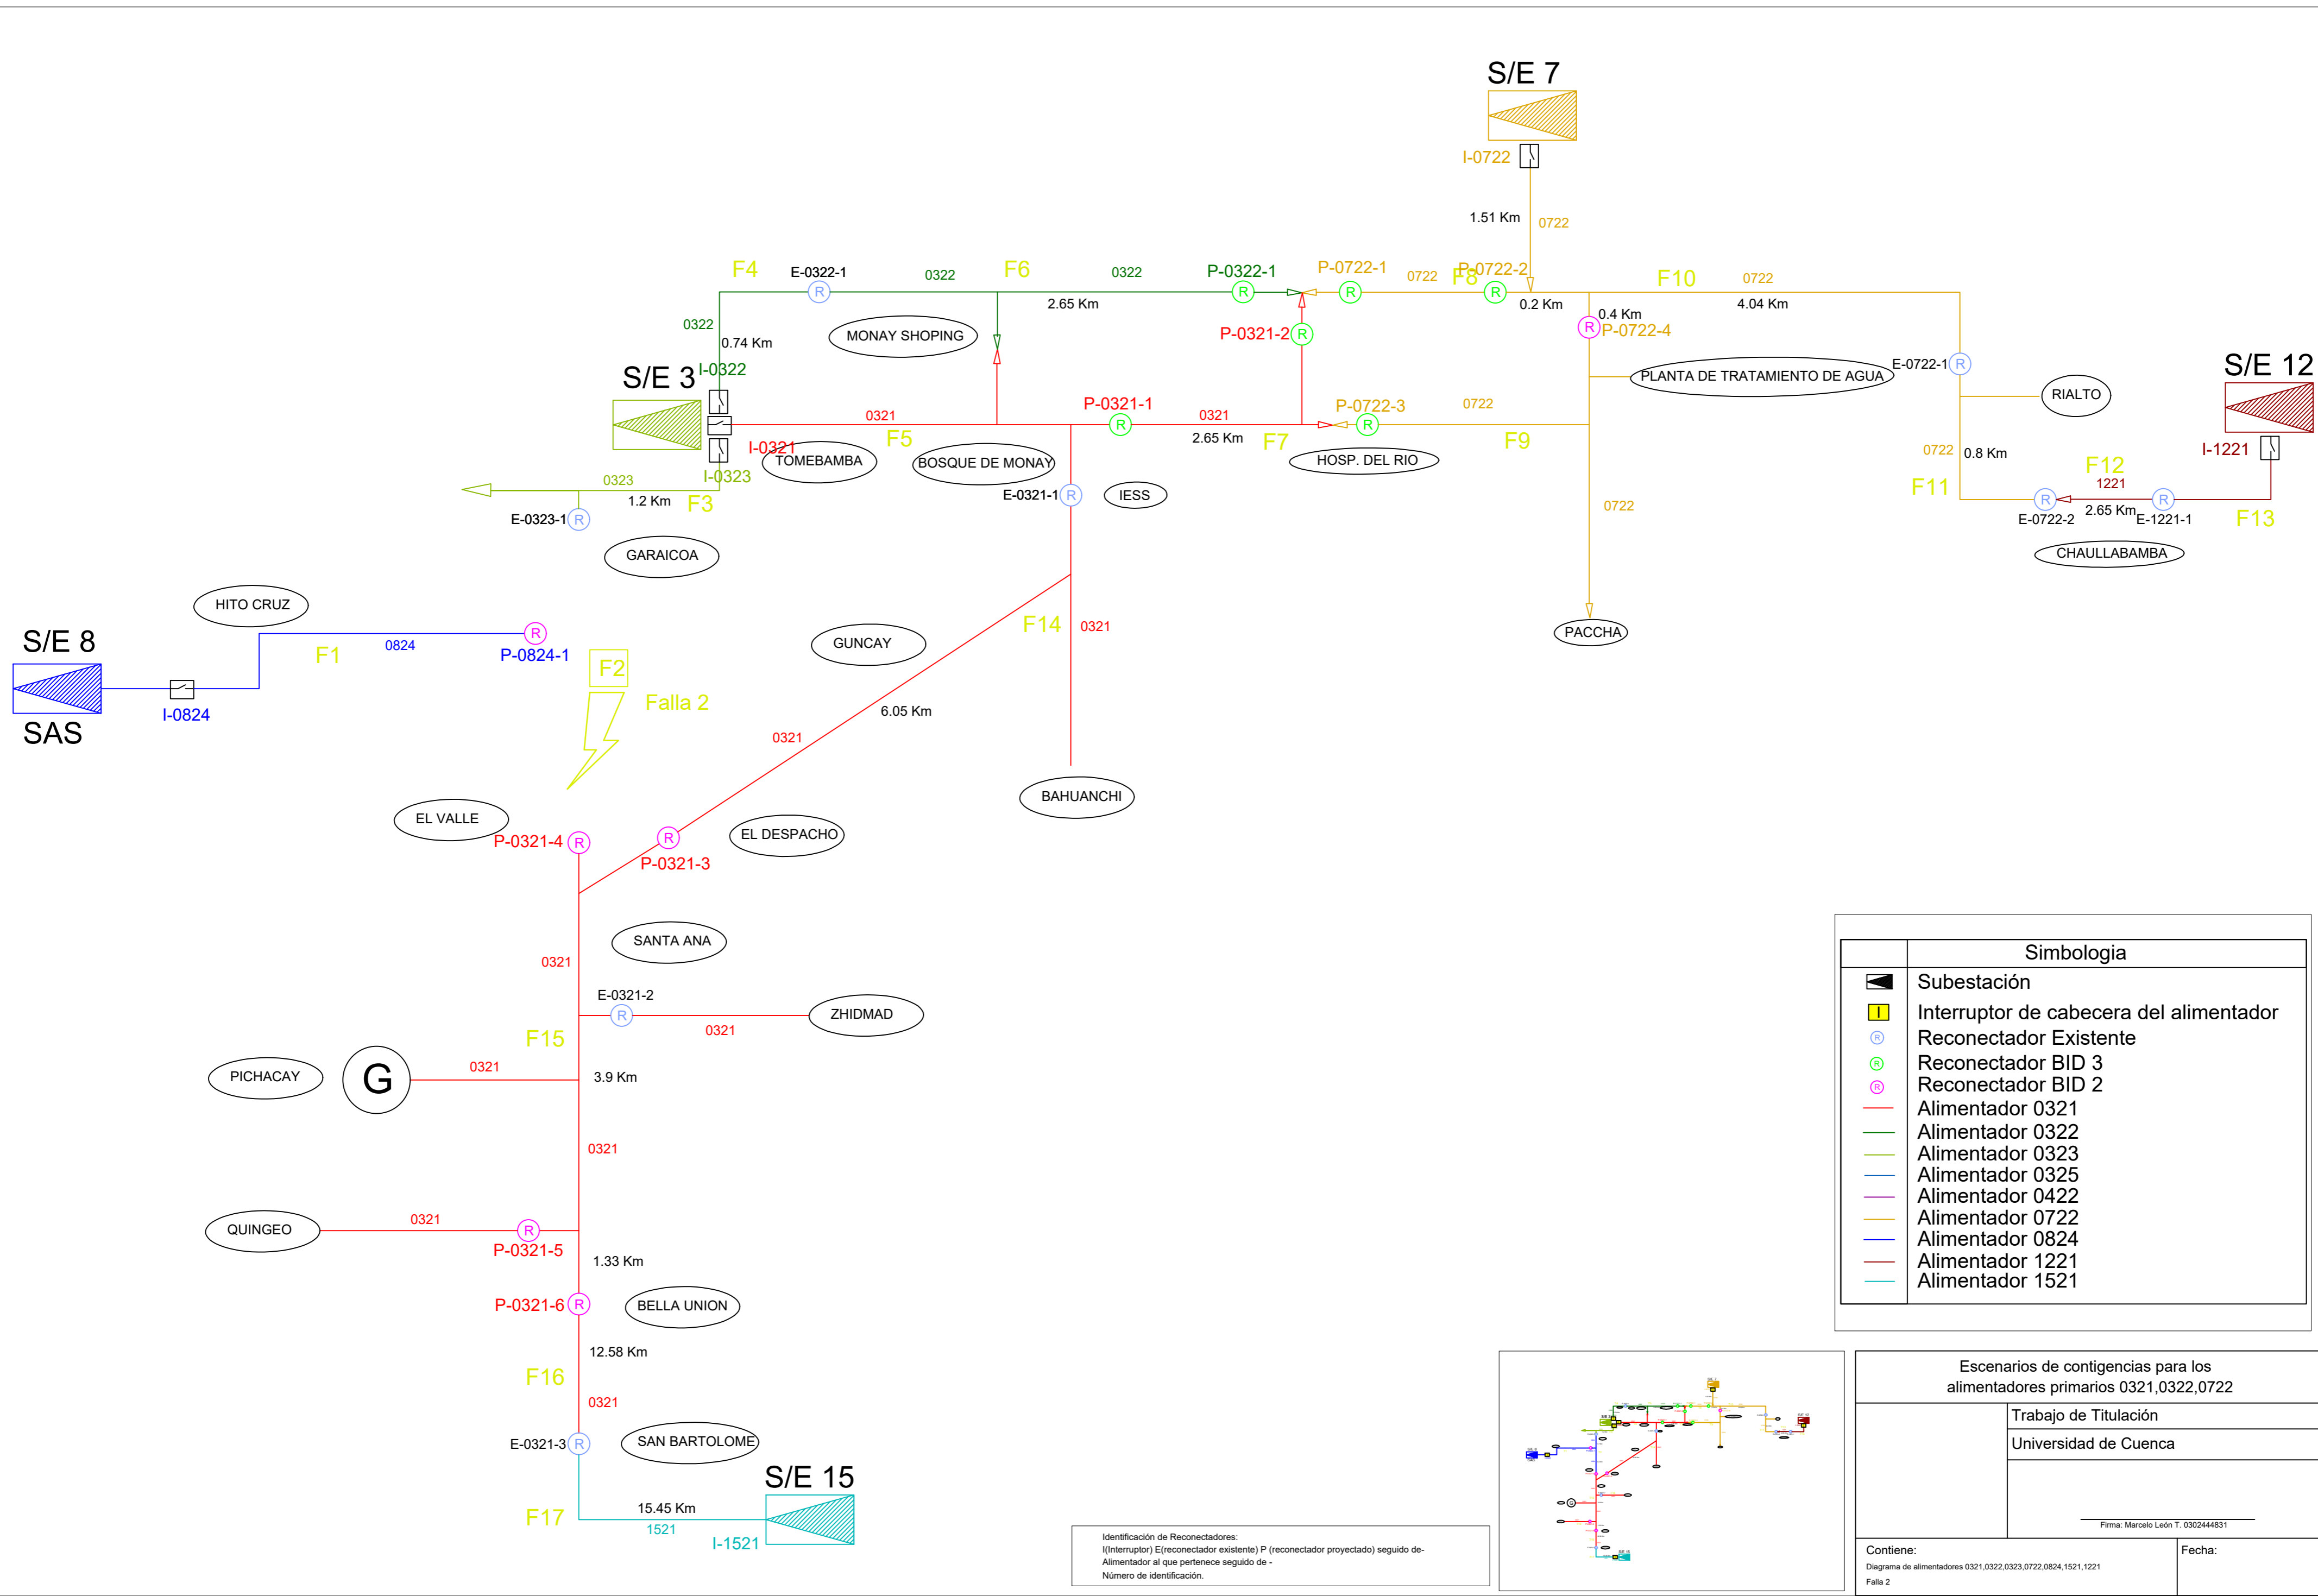 S/E 7
I-0722
1.51 Km
0722
F4
E-0322-1
0322
F6
0322
P-0322-1
P-0722-1
0722
F8
P-0722-2
F10
0722
2.65 Km
0.2 Km
0.4 Km
4.04 Km
0322
0.74 Km
MONAY SHOPING
P-0321-2
P-0722-4
S/E 3
I-0322
PLANTA DE TRATAMIENTO DE AGUA
E-0722-1
S/E 12
RIALTO
0321
F5
P-0321-1
0321
2.65 Km
F7
P-0722-3
0722
F9
I-0321
TOMEBAMBA
BOSQUE DE MONAY
HOSP. DEL RIO
0722
0.8 Km
I-1221
I-0323
0323
1.2 Km
F3
E-0321-1
R
IESS
0722
F11
F12
1221
2.65 Km
E-0722-2
E-1221-1
F13
E-0323-1
R
GARAICOA
CHAULLABAMBA
HITO CRUZ
S/E 8
F1
0824
P-0824-1
GUNCAY
F14
0321
PACCHA
I-0824
SAS
F2
Falla 2
6.05 Km
0321
BAHUANCHI
EL VALLE
P-0321-4
R
P-0321-3
EL DESPACHO
SANTA ANA
0321
E-0321-2
R
0321
ZHIDMAD
F15
0321
PICHACAY
G
3.9 Km
0321
QUINGEO
0321
R
P-0321-5
1.33 Km
P-0321-6
R
BELLA UNION
12.58 Km
F16
0321
E-0321-3
R
SAN BARTOLOME
S/E 15
F17
15.45 Km
1521
I-1521
Simbologia
Subestación
I
Interruptor de cabecera del alimentador
R
Reconectador Existente
R
Reconectador BID 3
R
Reconectador BID 2
Alimentador 0321
Alimentador 0322
Alimentador 0323
Alimentador 0325
Alimentador 0422
Alimentador 0722
Alimentador 0824
Alimentador 1221
Alimentador 1521
Identificación de Reconectadores:
I(Interruptor) E(reconectador existente) P (reconectador proyectado) seguido de-
Alimentador al que pertenece seguido de -
Número de identificación.
Escenarios de contigencias para los
alimentadores primarios 0321,0322,0722
Trabajo de Titulación
Universidad de Cuenca
Firma: Marcelo León T. 0302444831
Contiene:
Diagrama de alimentadores 0321,0322,0323,0722,0824,1521,1221
Falla 2
Fecha: